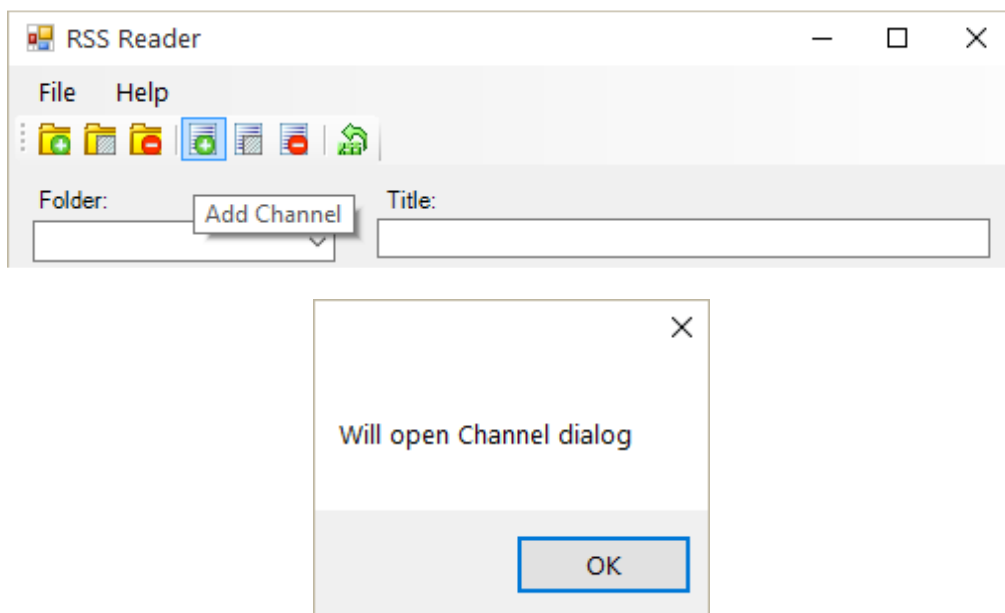 RSS Reader
File Help
Folder:
Add Channel
Title:
Will open Channel dialog
OK